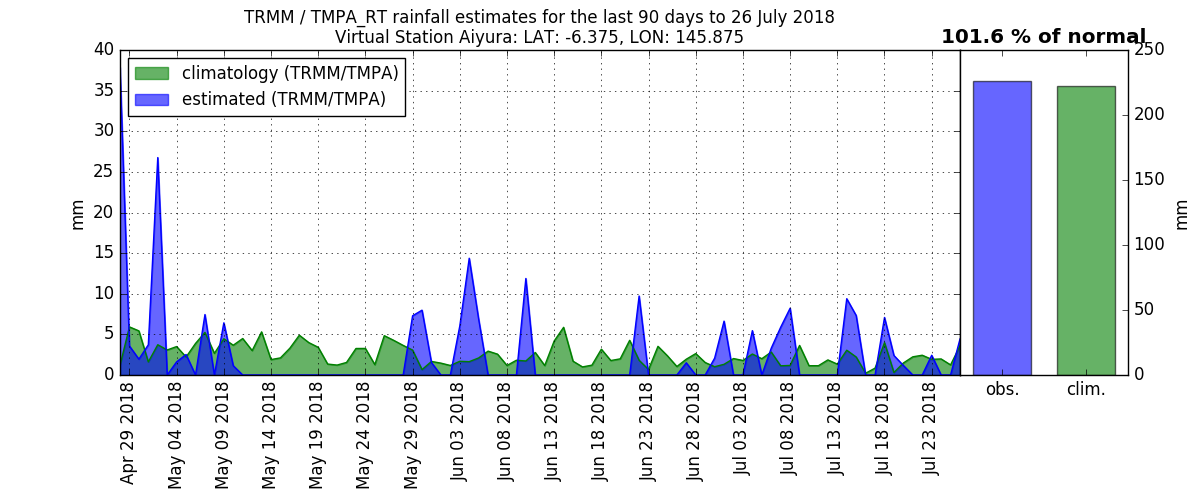 TRMM / TMPA_RT rainfall estimates for the last 90 days to 26 July 2018
Virtual Station Aiyura: LAT: -6.375, LON: 145.875
101.6 % of normal
climatology (TRMM/TMPA)
estimated (TRMM/TMPA)
40
35
30
25
20
15
10
5
0
mm
Apr 29 2018
May 04 2018
May 09 2018
May 14 2018
May 19 2018
May 24 2018
May 29 2018
Jun 03 2018
Jun 08 2018
Jun 13 2018
Jun 18 2018
Jun 23 2018
Jun 28 2018
Jul 03 2018
Jul 08 2018
Jul 13 2018
Jul 18 2018
Jul 23 2018
obs.
clim.
250
200
150
100
50
0
mm